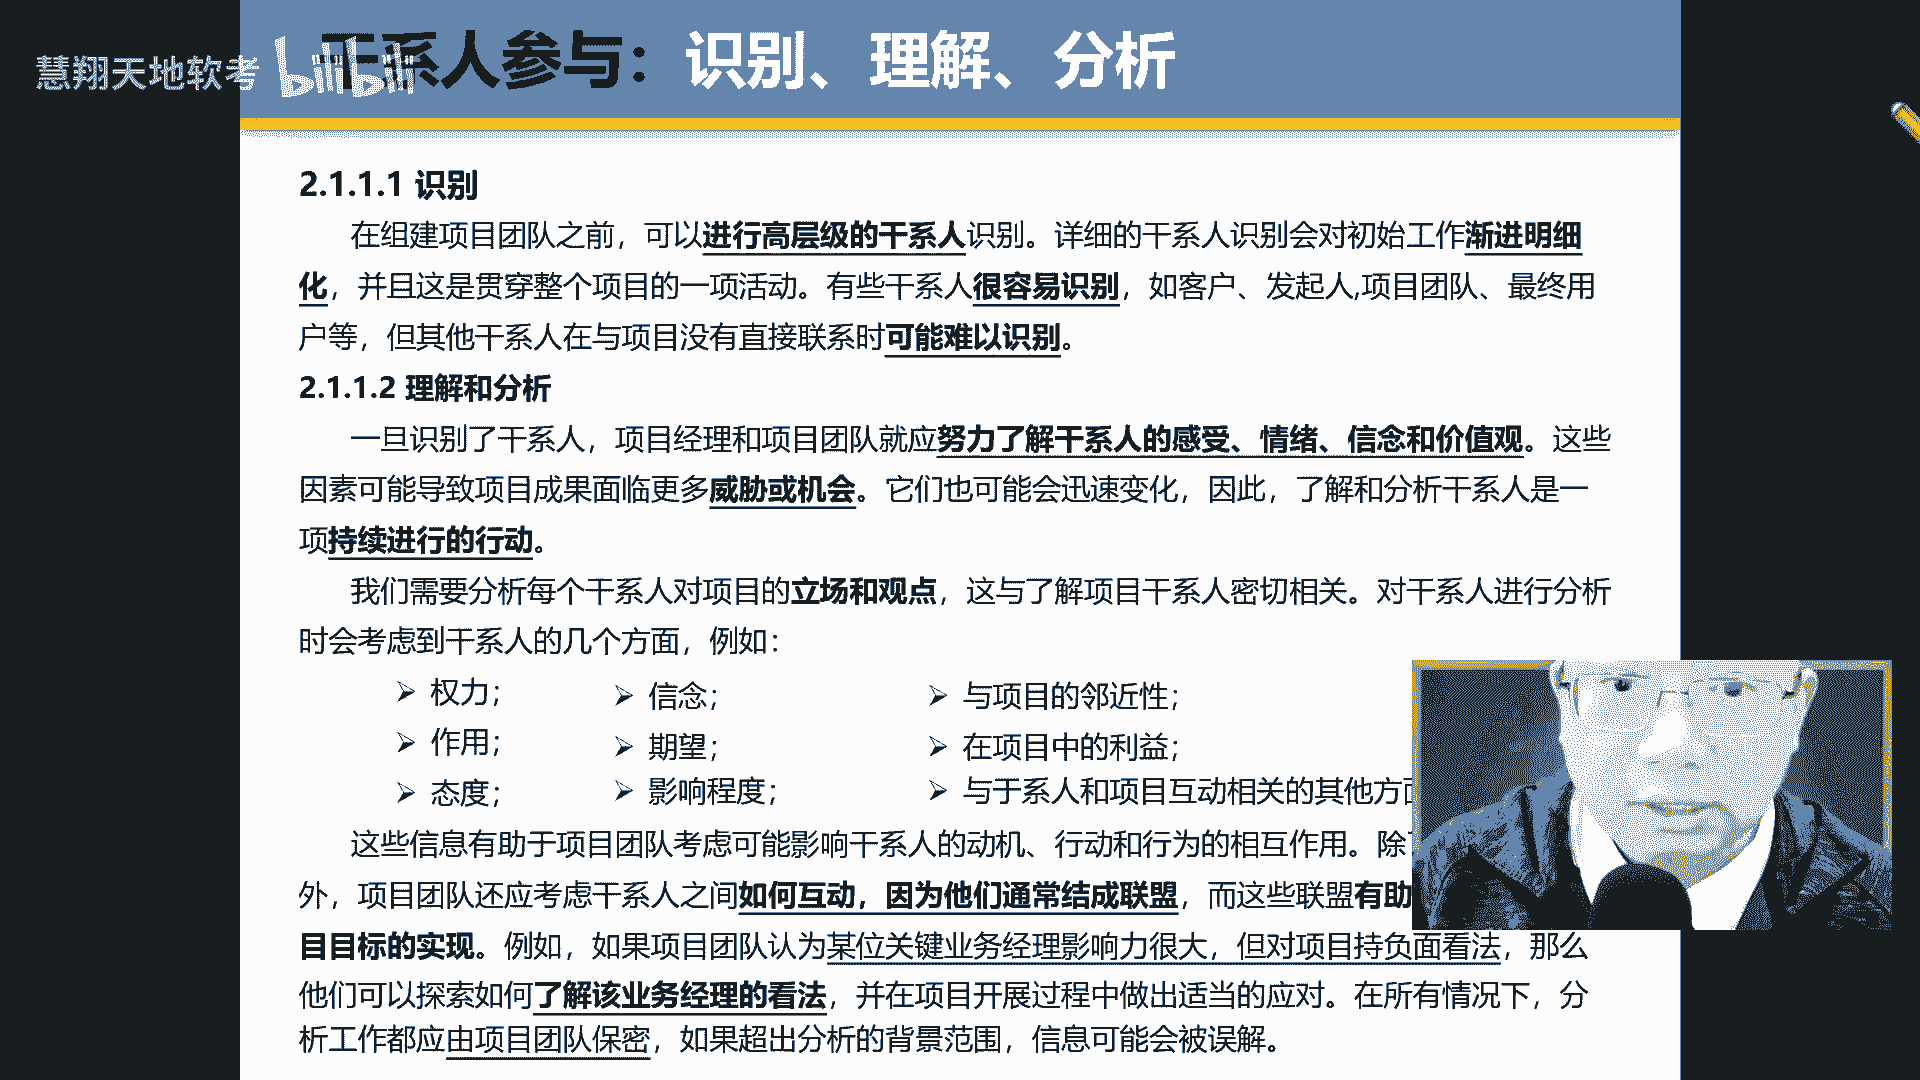 慧翔天地软考
bilibili
干系人参与：识别、理解、分析
2.1.1.1 识别
在组建项目团队之前，可以进行高层级的干系人识别。详细的干系人识别会对初始工作渐进明细
化，并且这是贯穿整个项目的一项活动。有些干系人很容易识别，如客户、发起人,项目团队、最终用
户等，但其他干系人在与项目没有直接联系时可能难以识别。
2.1.1.2 理解和分析
一旦识别了干系人，项目经理和项目团队就应努力了解干系人的感受、情绪、信念和价值观。这些
因素可能导致项目成果面临更多威胁或机会。它们也可能会迅速变化，因此，了解和分析干系人是一
项持续进行的行动。
我们需要分析每个干系人对项目的立场和观点，这与了解项目干系人密切相关。对干系人进行分析
时会考虑到干系人的几个方面，例如：
➢ 权力； ➢ 信念； ➢ 与项目的邻近性；
➢ 作用； ➢ 期望； ➢ 在项目中的利益；
➢ 态度； ➢ 影响程度； ➢ 与于系人和项目互动相关的其他方面
这些信息有助于项目团队考虑可能影响干系人的动机、行动和行为的相互作用。除
外，项目团队还应考虑干系人之间如何互动，因为他们通常结成联盟，而这些联盟有助
目目标的实现。例如，如果项目团队认为某位关键业务经理影响力很大，但对项目持负面看法，那么
他们可以探索如何了解该业务经理的看法，并在项目开展过程中做出适当的应对。在所有情况下，分
析工作都应由项目团队保密，如果超出分析的背景范围，信息可能会被误解。